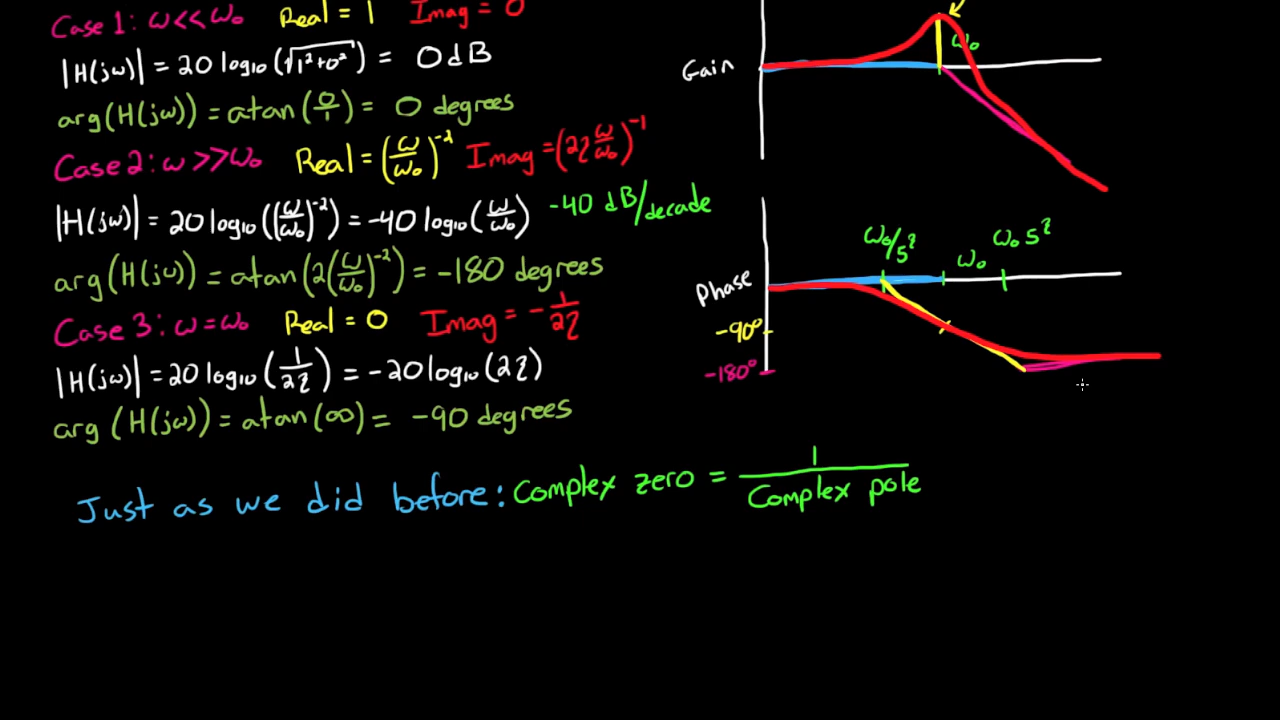 Case 1: ω<<ω₀ Real = 1 Imag = 0
|H(jω)| = 20 log₁₀(√(1²+0²)) = 0dB
arg(H(jω)) = atan(0/1) = 0 degrees
Case 2: ω>>ω₀ Real = (ω/ω₀)⁻² Imag = (2ζ ω/ω₀)⁻¹
|H(jω)| = 20 log₁₀((ω/ω₀)⁻²) = -40 log₁₀(ω/ω₀) -40 dB/decade
arg(H(jω)) = atan(2(ω/ω₀)⁻²) = -180 degrees
Case 3: ω=ω₀ Real = 0 Imag = -1/2ζ
|H(jω)| = 20 log₁₀(1/2ζ) = -20 log₁₀(2ζ)
arg(H(jω)) = atan(∞) = -90 degrees
Just as we did before: Complex zero = 1/Complex pole
Gain
ω₀
ω₀/5^ζ
ω₀
ω₀5^ζ
Phase
-90°
-180°